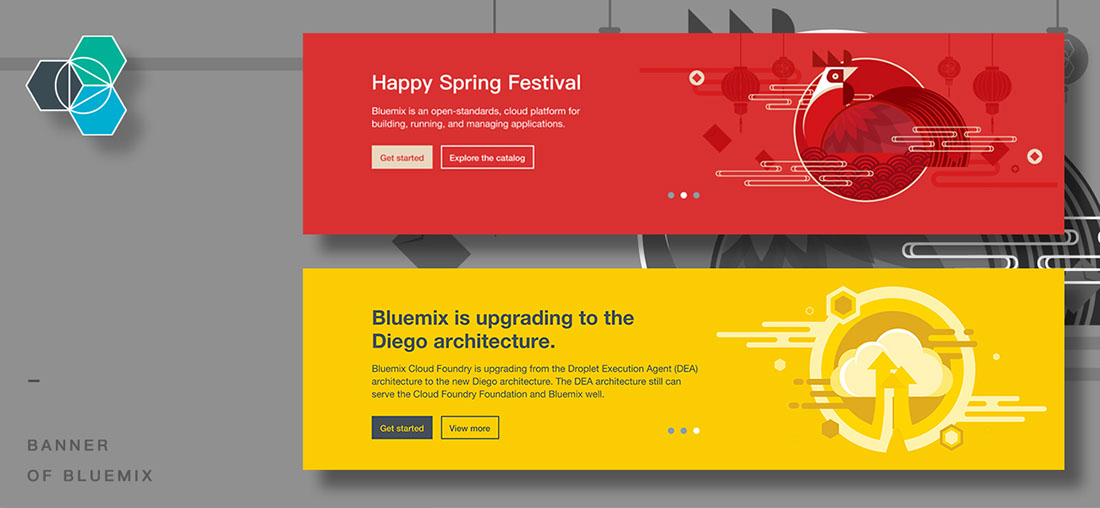 Happy Spring Festival
Bluemix is an open-standards, cloud platform for
building, running, and managing applications.
Get started
Explore the catalog
Bluemix is upgrading to the
Diego architecture.
Bluemix Cloud Foundry is upgrading from the Droplet Execution Agent (DEA)
architecture to the new Diego architecture. The DEA architecture still can
serve the Cloud Foundry Foundation and Bluemix well.
Get started
View more
BANNER
OF BLUEMIX